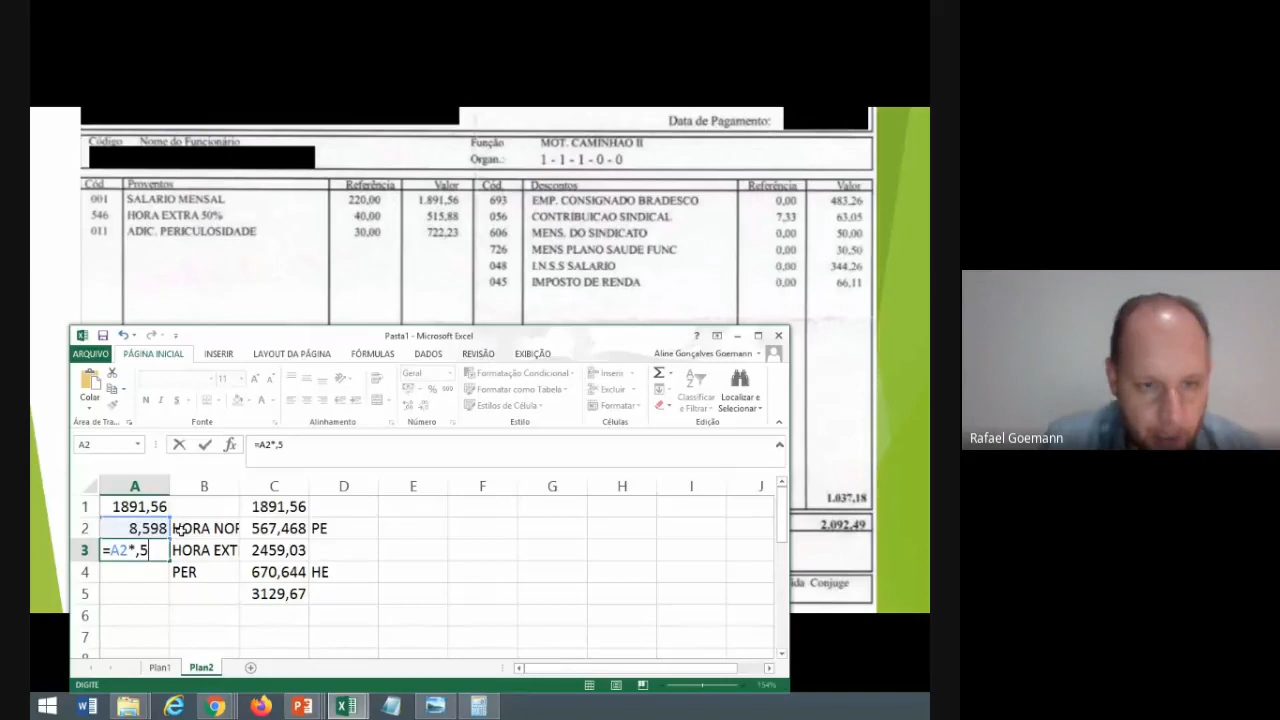 Data de Pagamento:
Código Nome do Funcionário Função MOT. CAMINHAO II
Organ.: 1 - 1 - 1 - 0 - 0
Cód. Proventos Referência Valor Cód. Descontos Referência Valor
001 SALARIO MENSAL 220,00 1.891,56 693 EMP. CONSIGNADO BRADESCO 0,00 483,26
546 HORA EXTRA 50% 40,00 515,88 056 CONTRIBUICAO SINDICAL 7,33 63,05
011 ADIC. PERICULOSIDADE 30,00 722,23 606 MENS. DO SINDICATO 0,00 50,00
726 MENS PLANO SAUDE FUNC 0,00 30,50
048 I.N.S.S SALARIO 0,00 344,26
045 IMPOSTO DE RENDA 0,00 66,11
Pasta1 - Microsoft Excel
ARQUIVO PÁGINA INICIAL INSERIR LAYOUT DA PÁGINA FÓRMULAS DADOS REVISÃO EXIBIÇÃO Aline Gonçalves Goemann
11 Geral Formatação Condicional Inserir
Colar Formatar como Tabela Excluir Classificar e Filtrar Localizar e Selecionar
N I S % 000 Estilos de Célula Formatar
Área de Tra... Fonte Alinhamento Número Estilo Células Edição
A2 =A2*,5
A B C D E F G H I J
1 1891,56 1891,56
2 8,598 HORA NOR 567,468 PE
3 =A2*,5 HORA EXT 2459,03
4 PER 670,644 HE
5 3129,67
6
7
8
Plan1 Plan2
DIGITE 154%
1.037,18
2.092,49
ida Conjuge
Rafael Goemann